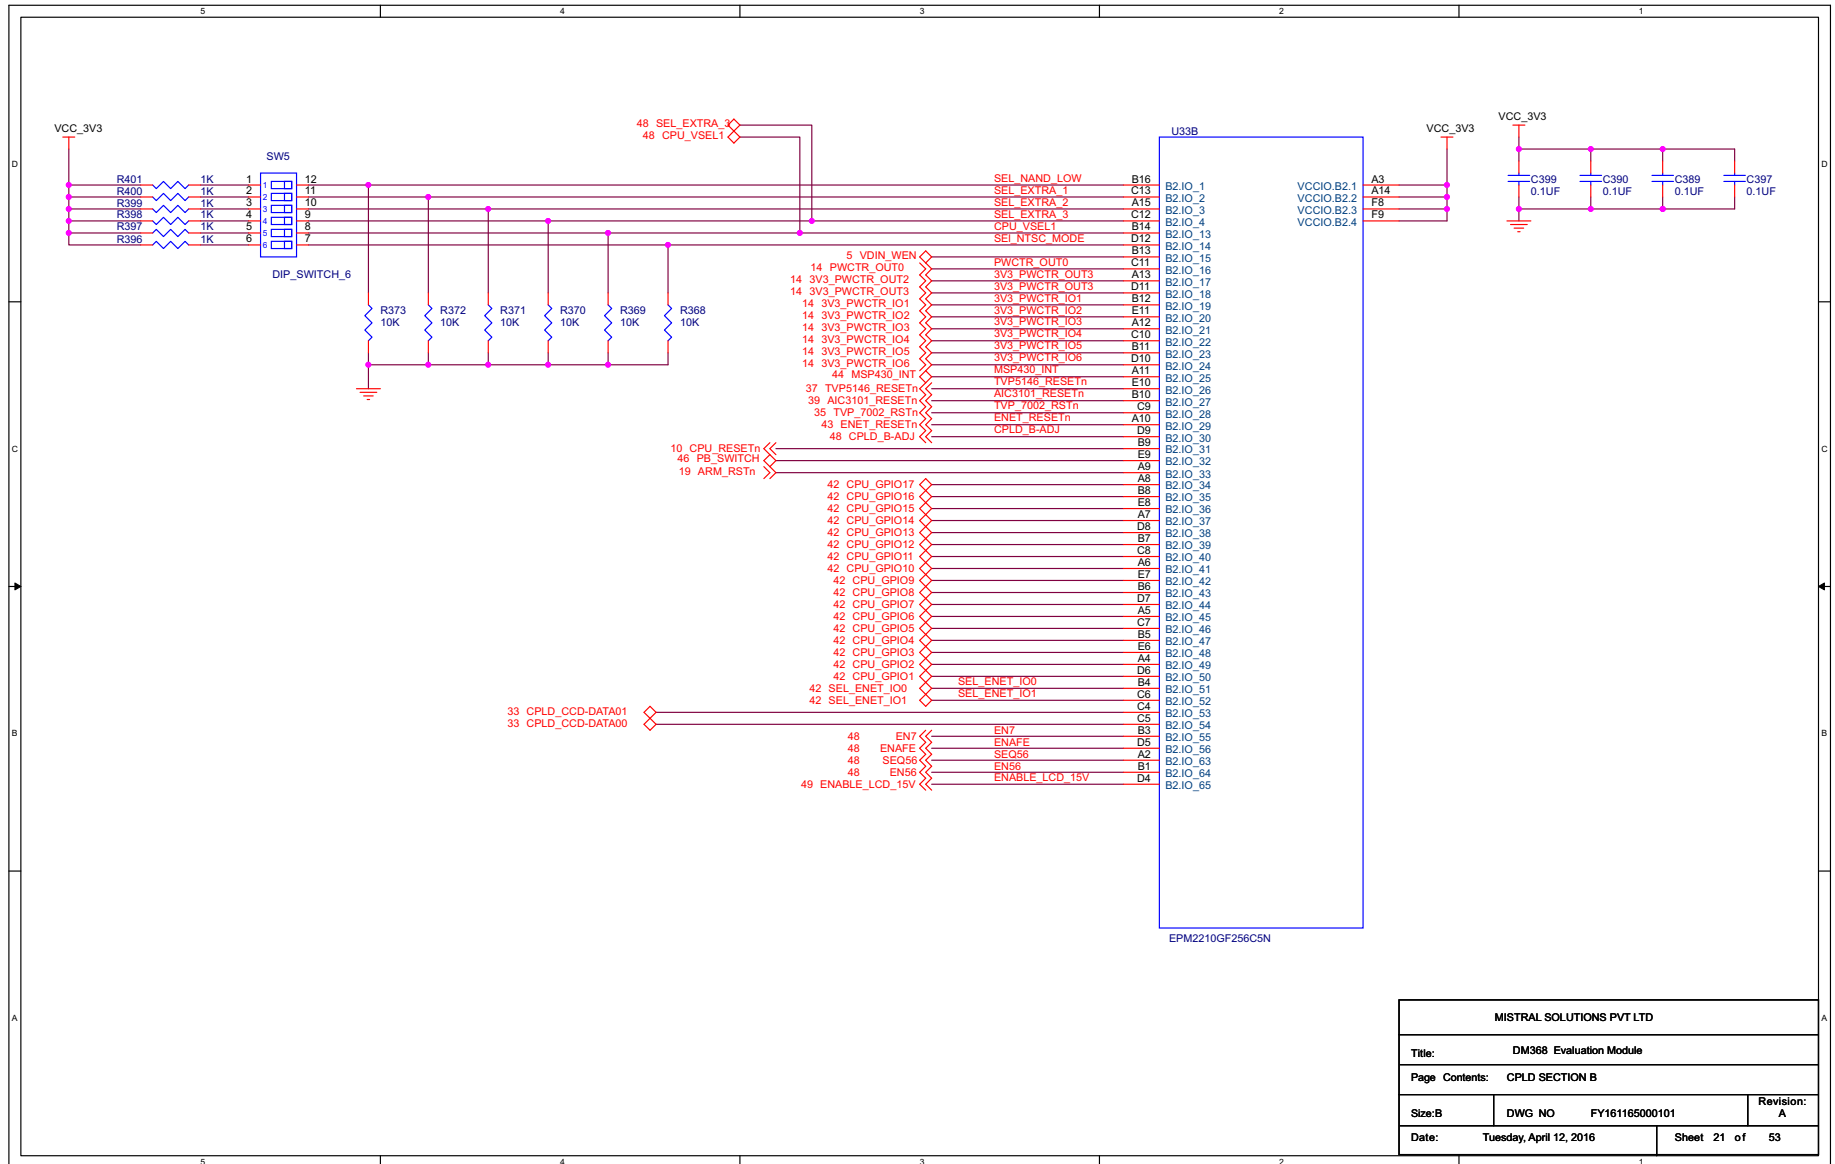 5 4 3 2 1
D D
C C
B B
A A
VCC_3V3
SW5
R401 1K 1 1 12
R400 1K 2 2 11
R399 1K 3 3 10
R398 1K 4 4 9
R397 1K 5 5 8
R396 1K 6 6 7
DIP_SWITCH_6
R373 10K
R372 10K
R371 10K
R370 10K
R369 10K
R368 10K
48 SEL_EXTRA_3
48 CPU_VSEL1
U33B
SEL_NAND_LOW B16 B2.IO_1
SEL_EXTRA_1 C13 B2.IO_2
SEL_EXTRA_2 A15 B2.IO_3
SEL_EXTRA_3 C12 B2.IO_4
CPU_VSEL1 B14 B2.IO_13
SEl_NTSC_MODE D12 B2.IO_14
5 VDIN_WEN B13 B2.IO_15
14 PWCTR_OUT0 PWCTR_OUT0 C11 B2.IO_16
14 3V3_PWCTR_OUT2 3V3_PWCTR_OUT3 A13 B2.IO_17
14 3V3_PWCTR_OUT3 3V3_PWCTR_OUT3 D11 B2.IO_18
14 3V3_PWCTR_IO1 3V3_PWCTR_IO1 B12 B2.IO_19
14 3V3_PWCTR_IO2 3V3_PWCTR_IO2 E11 B2.IO_20
14 3V3_PWCTR_IO3 3V3_PWCTR_IO3 A12 B2.IO_21
14 3V3_PWCTR_IO4 3V3_PWCTR_IO4 C10 B2.IO_22
14 3V3_PWCTR_IO5 3V3_PWCTR_IO5 B11 B2.IO_23
14 3V3_PWCTR_IO6 3V3_PWCTR_IO6 D10 B2.IO_24
44 MSP430_INT MSP430_INT A11 B2.IO_25
37 TVP5146_RESETn TVP5146_RESETn E10 B2.IO_26
39 AIC3101_RESETn AIC3101_RESETn B10 B2.IO_27
35 TVP_7002_RSTn TVP_7002_RSTn C9 B2.IO_28
43 ENET_RESETn ENET_RESETn A10 B2.IO_29
48 CPLD_B-ADJ CPLD_B-ADJ D9 B2.IO_30
10 CPU_RESETn B9 B2.IO_31
46 PB_SWITCH E9 B2.IO_32
19 ARM_RSTn A9 B2.IO_33
42 CPU_GPIO17 A8 B2.IO_34
42 CPU_GPIO16 B8 B2.IO_35
42 CPU_GPIO15 E8 B2.IO_36
42 CPU_GPIO14 A7 B2.IO_37
42 CPU_GPIO13 D8 B2.IO_38
42 CPU_GPIO12 B7 B2.IO_39
42 CPU_GPIO11 C8 B2.IO_40
42 CPU_GPIO10 A6 B2.IO_41
42 CPU_GPIO9 E7 B2.IO_42
42 CPU_GPIO8 B6 B2.IO_43
42 CPU_GPIO7 D7 B2.IO_44
42 CPU_GPIO6 A5 B2.IO_45
42 CPU_GPIO5 C7 B2.IO_46
42 CPU_GPIO4 B5 B2.IO_47
42 CPU_GPIO3 E6 B2.IO_48
42 CPU_GPIO2 A4 B2.IO_49
42 CPU_GPIO1 D6 B2.IO_50
42 SEL_ENET_IO0 SEL_ENET_IO0 B4 B2.IO_51
42 SEL_ENET_IO1 SEL_ENET_IO1 C6 B2.IO_52
33 CPLD_CCD-DATA01 C4 B2.IO_53
33 CPLD_CCD-DATA00 C5 B2.IO_54
48 EN7 EN7 B3 B2.IO_55
48 ENAFE ENAFE D5 B2.IO_56
48 SEQ56 SEQ56 A2 B2.IO_63
48 EN56 EN56 B1 B2.IO_64
49 ENABLE_LCD_15V ENABLE_LCD_15V D4 B2.IO_65
EPM2210GF256C5N
VCC_3V3
VCCIO.B2.1 A3
VCCIO.B2.2 A14
VCCIO.B2.3 F8
VCCIO.B2.4 F9
VCC_3V3
C399 0.1UF
C390 0.1UF
C389 0.1UF
C397 0.1UF
MISTRAL SOLUTIONS PVT LTD
Title: DM368 Evaluation Module
Page Contents: CPLD SECTION B
Size:B DWG NO FY161165000101 Revision: A
Date: Tuesday, April 12, 2016 Sheet 21 of 53
5 4 3 2 1